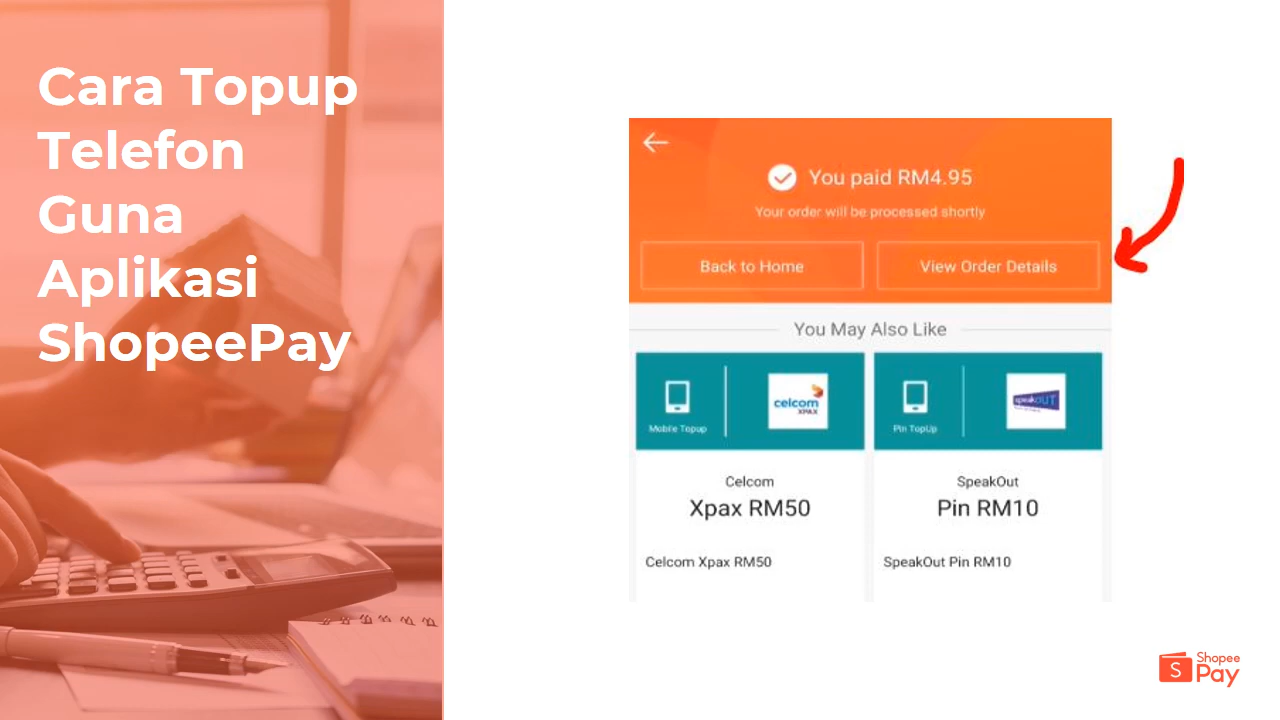 Cara Topup
Telefon
Guna
Aplikasi
ShopeePay
You paid RM4.95
Your order will be processed shortly
Back to Home
View Order Details
You May Also Like
Mobile Topup
celcom
XPAX
Pin TopUp
speakOUT
Celcom
Xpax RM50
SpeakOut
Pin RM10
Celcom Xpax RM50
SpeakOut Pin RM10
S
Shopee
Pay